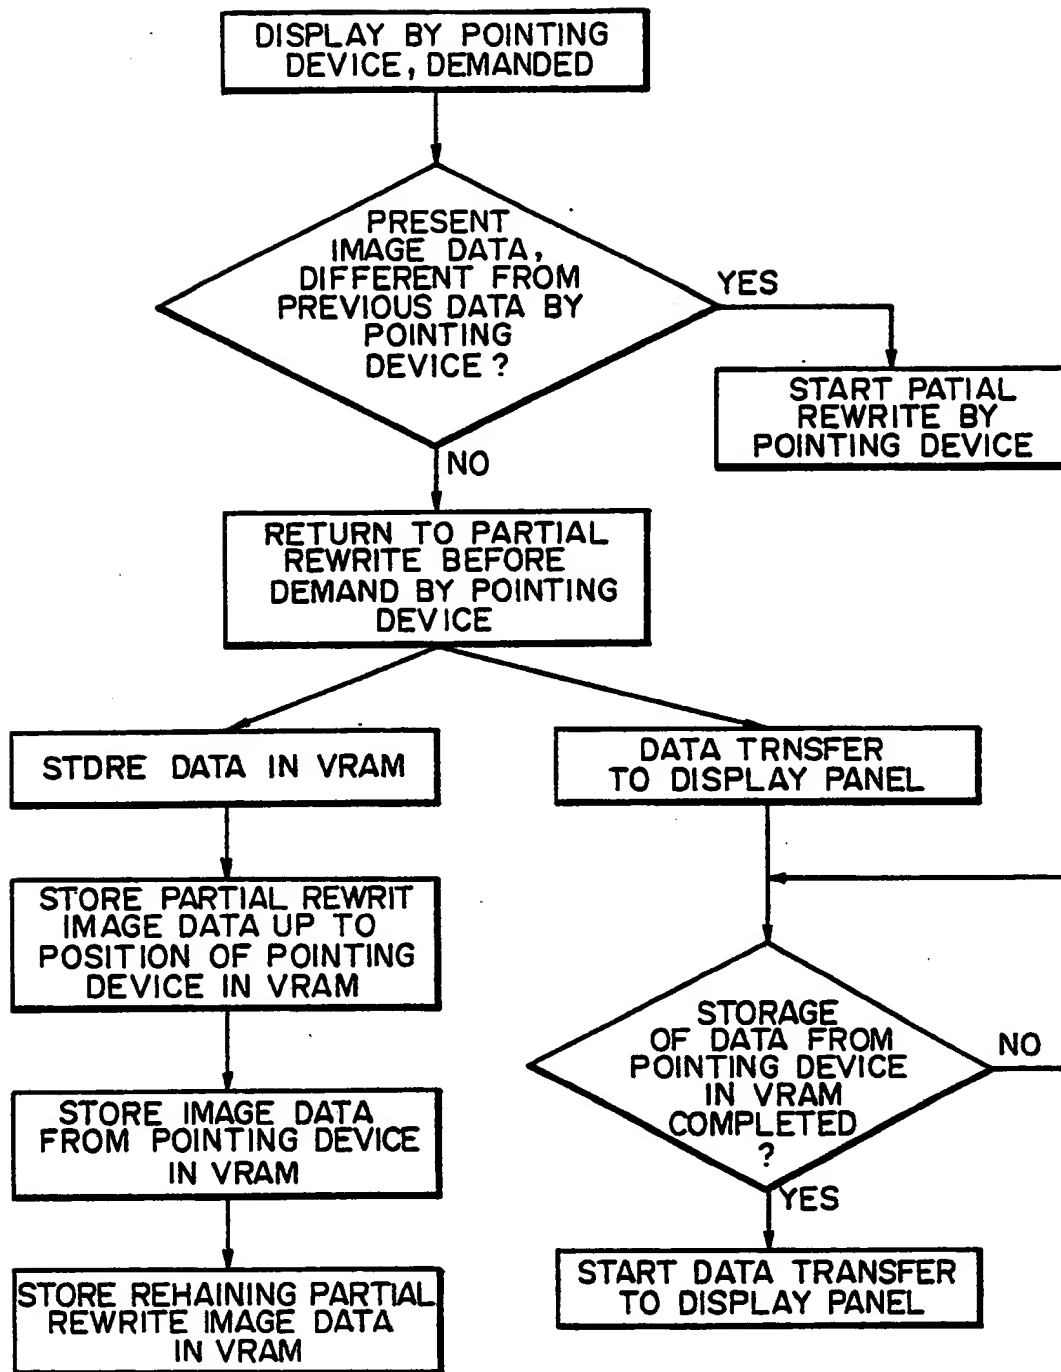 DISPLAY BY POINTING
DEVICE, DEMANDED
PRESENT
IMAGE DATA,
DIFFERENT FROM
PREVIOUS DATA BY
POINTING
DEVICE ?
YES
START PATIAL
REWRITE BY
POINTING DEVICE
NO
RETURN TO PARTIAL
REWRITE BEFORE
DEMAND BY POINTING
DEVICE
STDRE DATA IN VRAM
DATA TRNSFER
TO DISPLAY PANEL
STORE PARTIAL REWRIT
IMAGE DATA UP TO
POSITION OF POINTING
DEVICE IN VRAM
STORAGE
OF DATA FROM
POINTING DEVICE
IN VRAM
COMPLETED
?
NO
STORE IMAGE DATA
FROM POINTING DEVICE
IN VRAM
YES
START DATA TRANSFER
TO DISPLAY PANEL
STORE REHAINING PARTIAL
REWRITE IMAGE DATA
IN VRAM